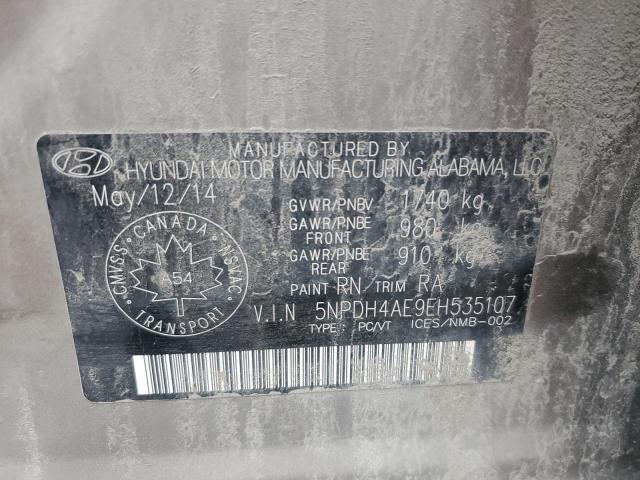 MANUFACTURED BY
HYUNDAI MOTOR MANUFACTURING ALABAMA, LLC
May/12/14
GVWR/PNBV 1740 kg
GAWR/PNBE FRONT 980 kg
GAWR/PNBE REAR 910 kg
PAINT RN/ TRIM RA
V.I.N 5NPDH4AE9EH535107
TYPE : PC/VT ICES/NMB-002
CANADA
CMVSS NSVAC
A54
TRANSPORT